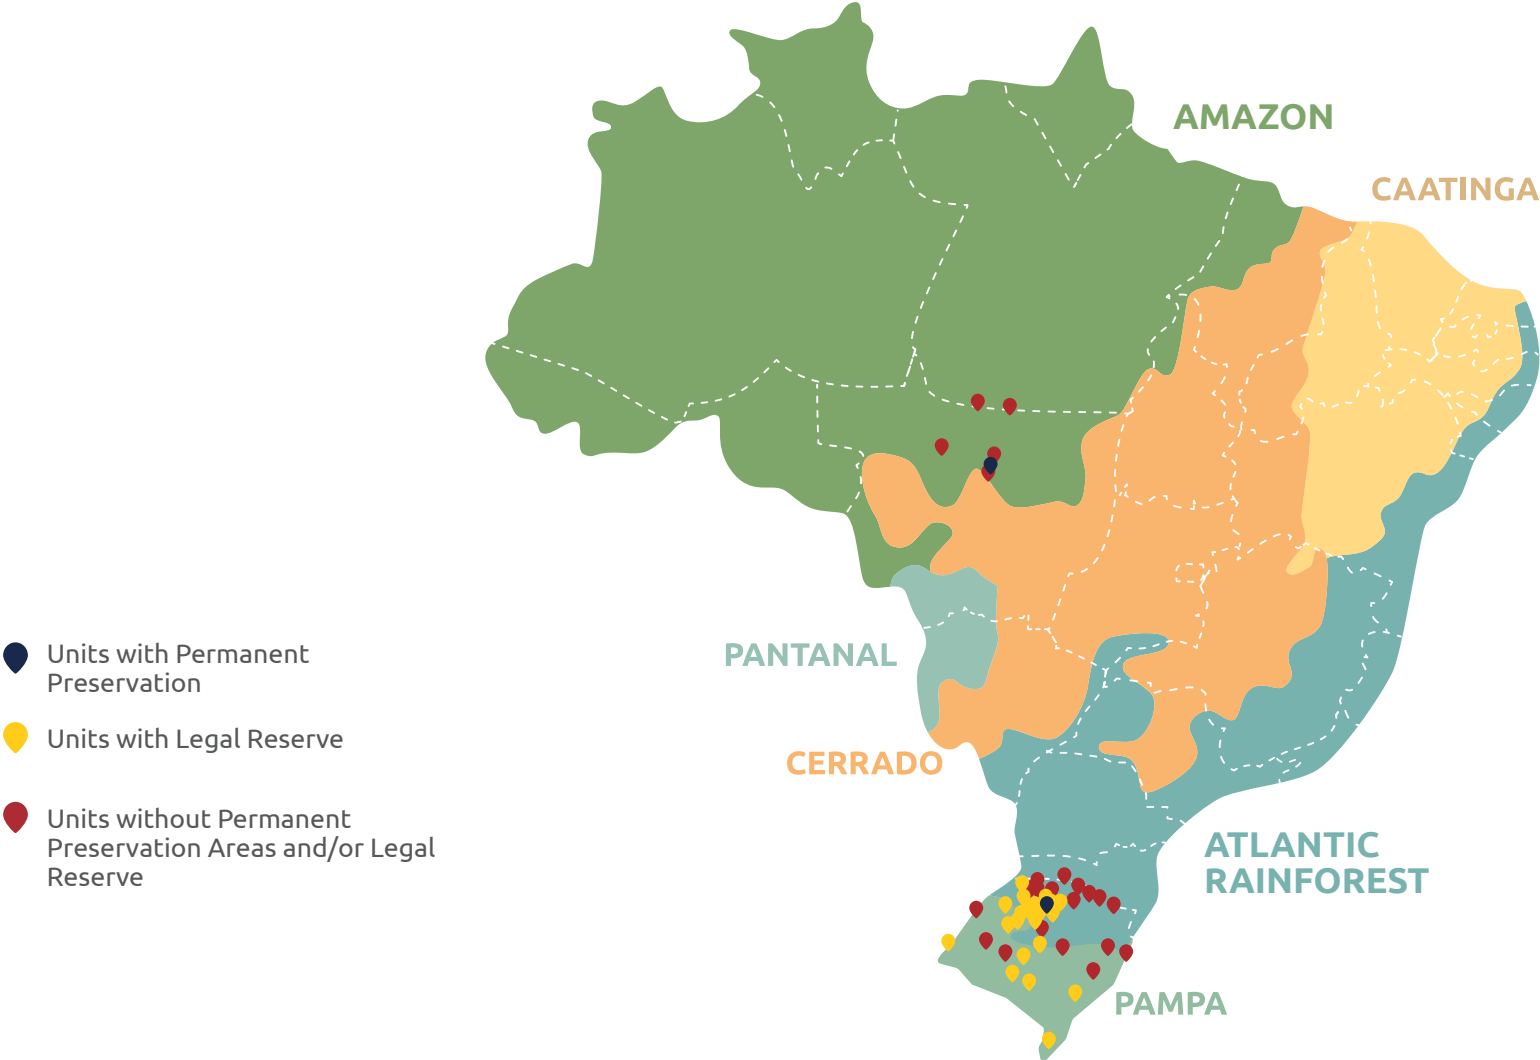 AMAZON
CAATINGA
PANTANAL
CERRADO
ATLANTIC
RAINFOREST
PAMPA
Units with Permanent
Preservation
Units with Legal Reserve
Units without Permanent
Preservation Areas and/or Legal
Reserve